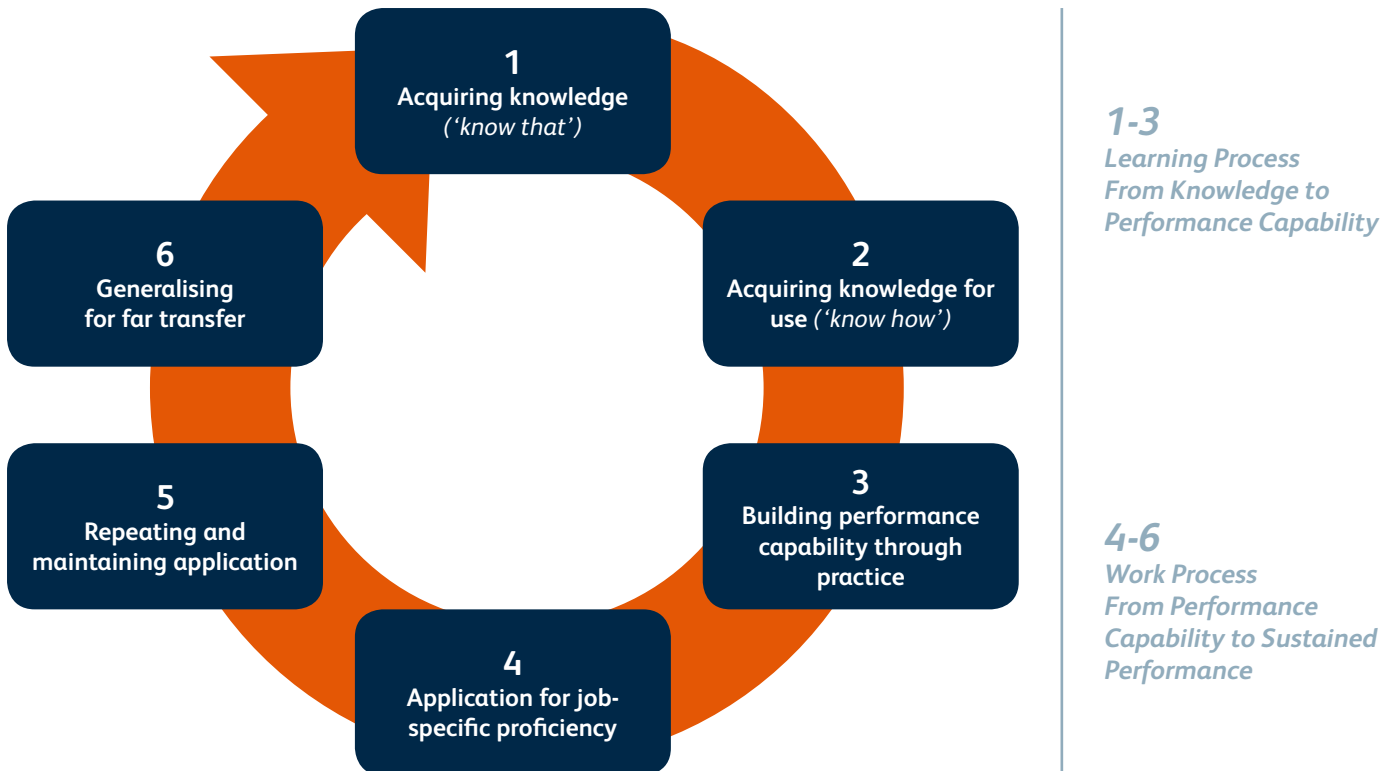 1
Acquiring knowledge
(‘know that’)
2
Acquiring knowledge for
use (‘know how’)
3
Building performance
capability through
practice
4
Application for job-
specific proficiency
5
Repeating and
maintaining application
6
Generalising
for far transfer
1-3
Learning Process
From Knowledge to
Performance Capability
4-6
Work Process
From Performance
Capability to Sustained
Performance